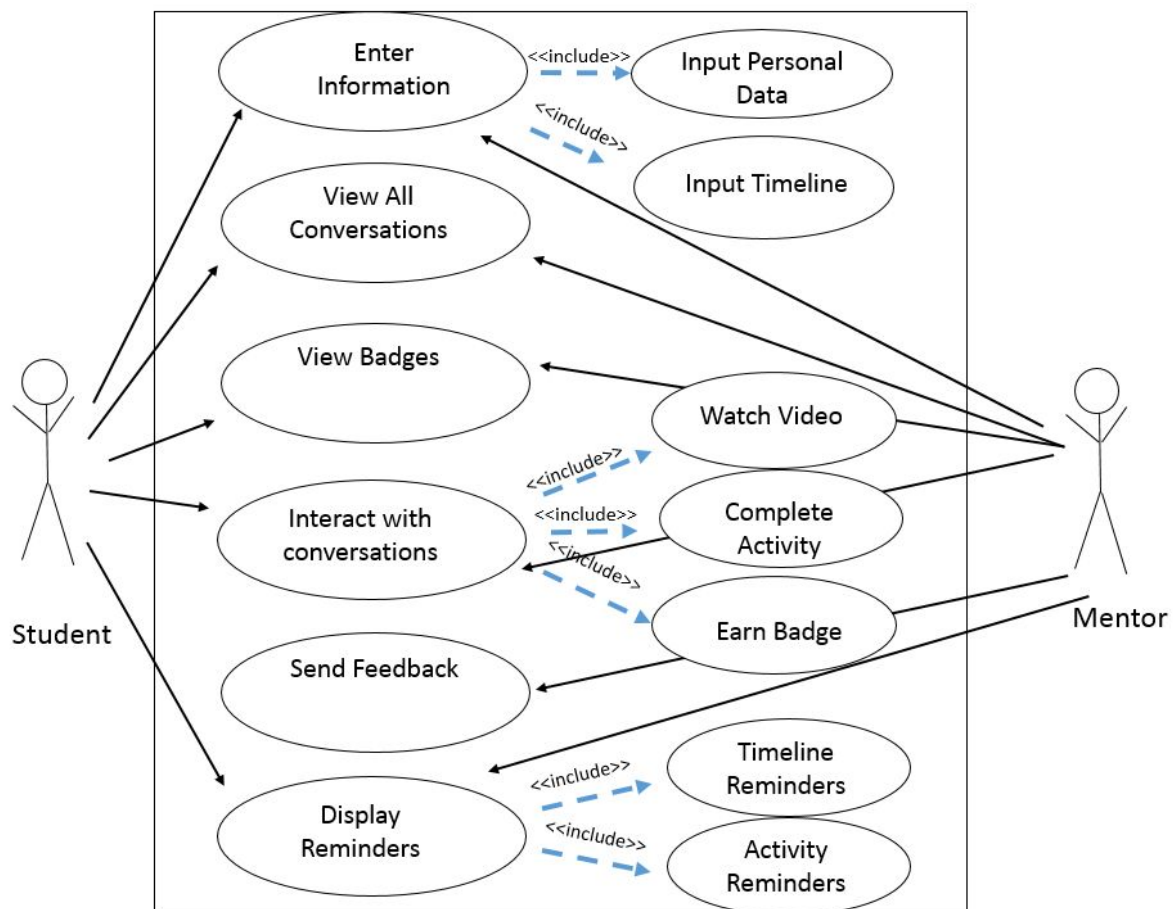 Enter
Information
<<include>>
Input Personal
Data
<<include>>
Input Timeline
View All
Conversations
View Badges
Watch Video
<<include>>
Interact with
conversations
<<include>>
Complete
Activity
<<include>>
Earn Badge
Student
Mentor
Send Feedback
Timeline
Reminders
<<include>>
Display
Reminders
<<include>>
Activity
Reminders